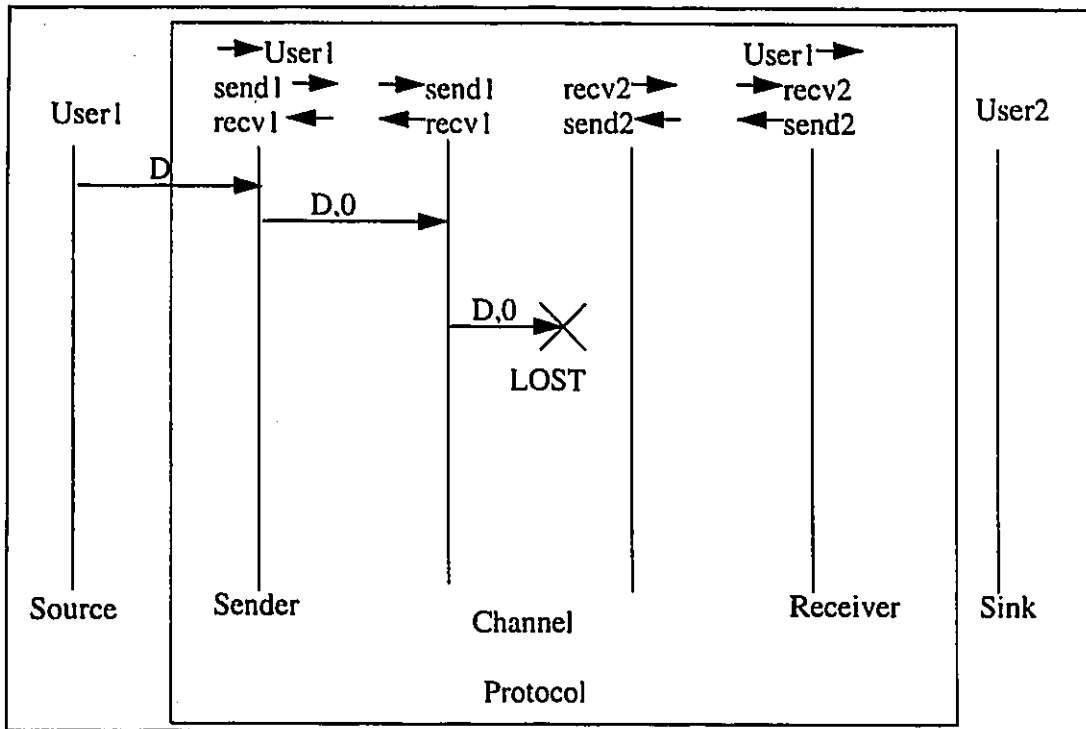 User1 User1
send1 send1 recv2 recv2
User1 recv1 recv1 send2 send2 User2
D
D,0
D,0
LOST
Source Sender Receiver Sink
Channel
Protocol